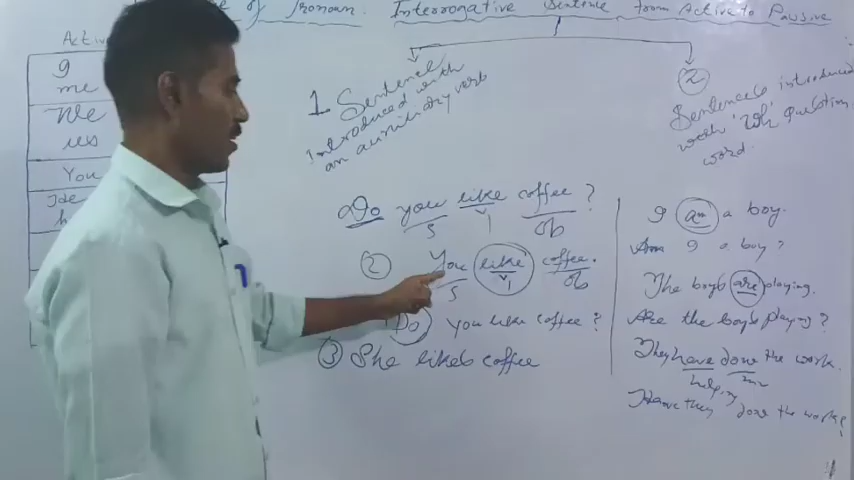 of Pronoun. Interrogative Sentence from Active to Passive
Active
I
me
We
us
You
1 Sentence
Introduced with
an auxiliary verb
2
Sentences introduced
with 'Wh' question
word.
Do you like coffee ?
S V1 ob
2 You like coffee.
S V1 ob
Do you like coffee ?
3 She likes coffee
I am a boy.
Am I a boy?
The boys are playing.
Are the boys playing?
They have done the work.
helping
Have they done the work?